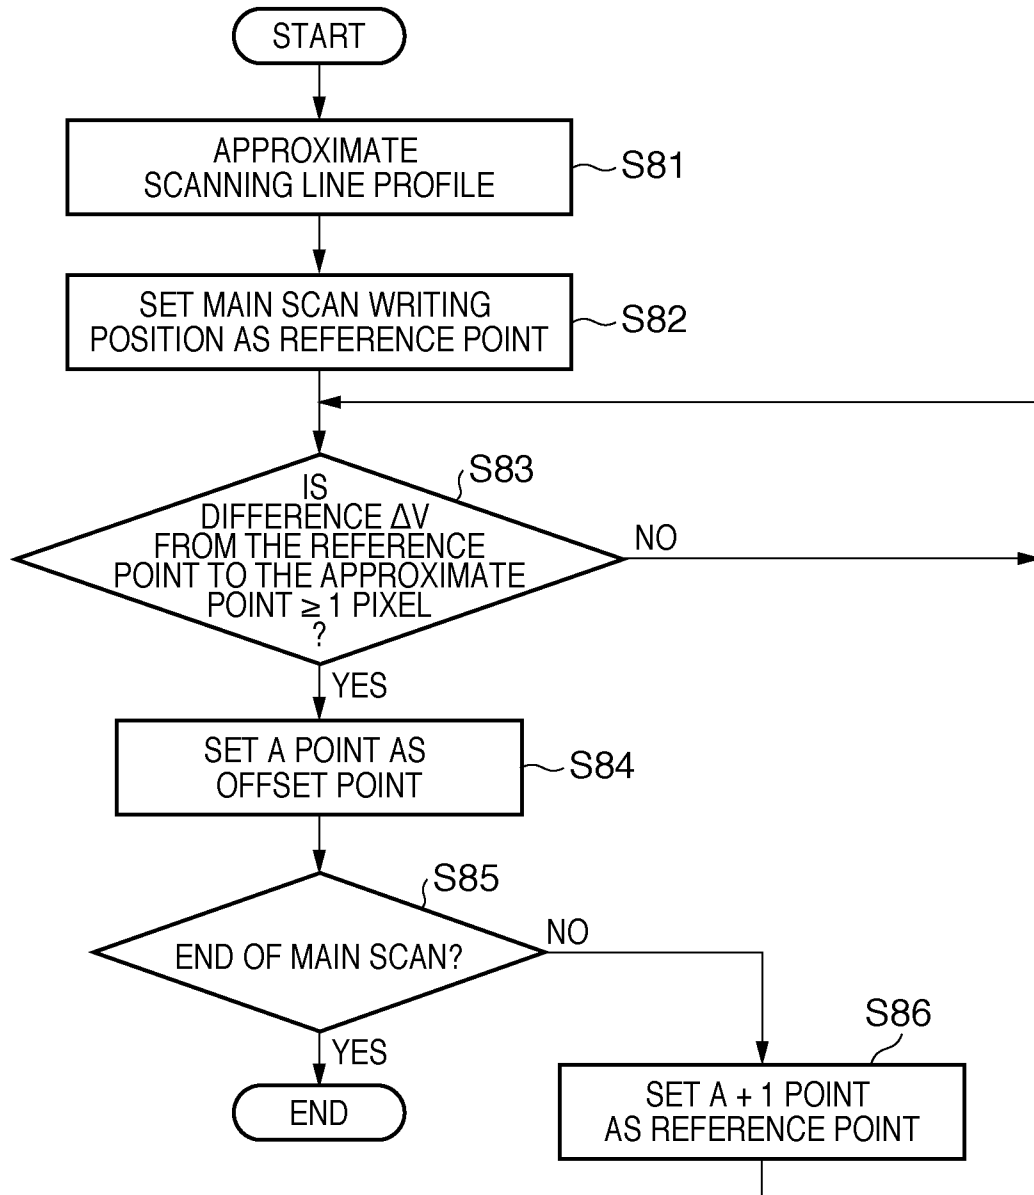 START
APPROXIMATE
SCANNING LINE PROFILE
S81
SET MAIN SCAN WRITING
POSITION AS REFERENCE POINT
S82
S83
IS
DIFFERENCE ΔV
FROM THE REFERENCE
POINT TO THE APPROXIMATE
POINT ≥ 1 PIXEL
?
NO
YES
SET A POINT AS
OFFSET POINT
S84
S85
END OF MAIN SCAN?
NO
YES
S86
SET A + 1 POINT
AS REFERENCE POINT
END